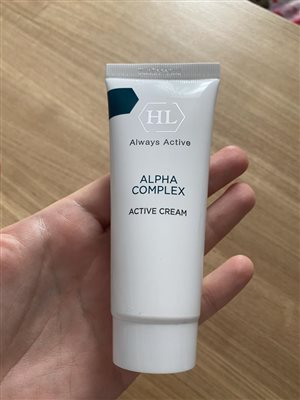 HL
Always Active
ALPHA
COMPLEX
ACTIVE CREAM